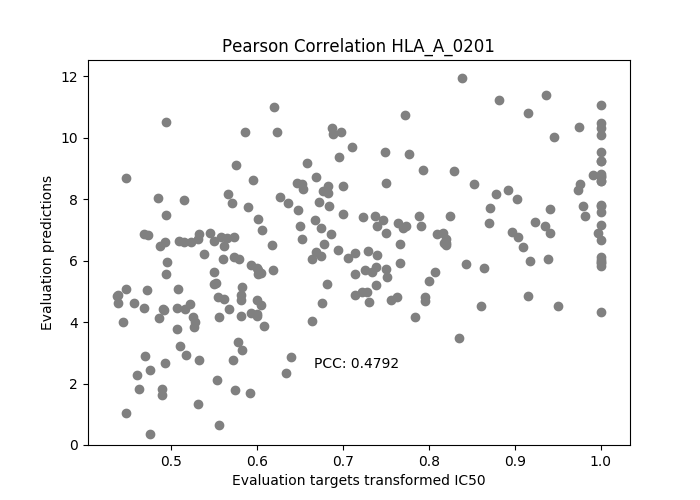 Pearson Correlation HLA_A_0201
12
10
8
6
4
2
0
Evaluation predictions
PCC: 0.4792
0.5 0.6 0.7 0.8 0.9 1.0
Evaluation targets transformed IC50